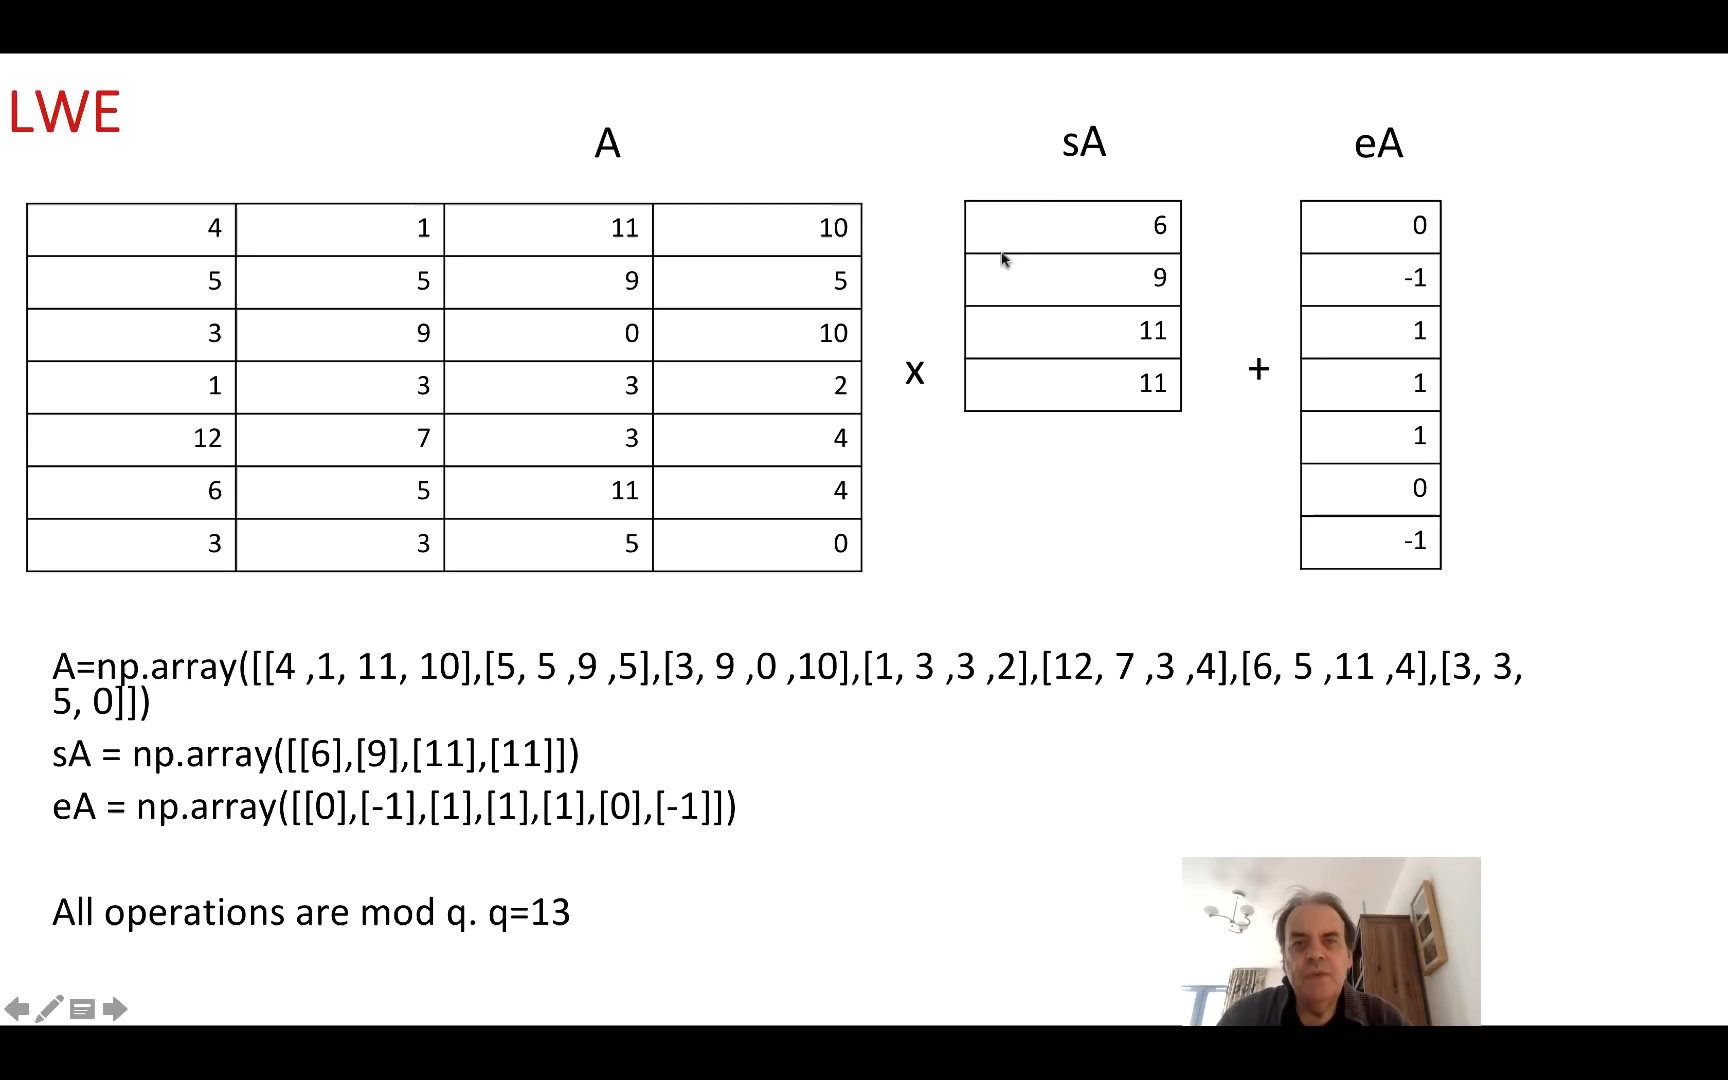 LWE
A sA eA
4 1 11 10 6 0
5 5 9 5 9 -1
3 9 0 10 11 1
x +
1 3 3 2 11 1
12 7 3 4 1
6 5 11 4 0
3 3 5 0 -1
A=np.array([[4 ,1, 11, 10],[5, 5 ,9 ,5],[3, 9 ,0 ,10],[1, 3 ,3 ,2],[12, 7 ,3 ,4],[6, 5 ,11 ,4],[3, 3,
5, 0]])
sA = np.array([[6],[9],[11],[11]])
eA = np.array([[0],[-1],[1],[1],[1],[0],[-1]])
All operations are mod q. q=13